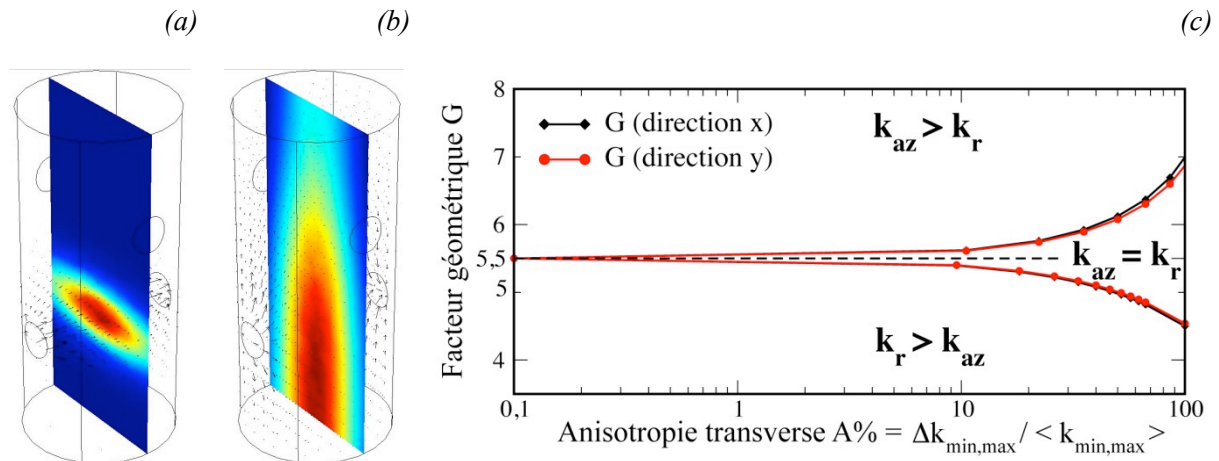 (a)
(b)
(c)
8
7
6
5,5
5
4
Facteur géométrique G
G (direction x)
G (direction y)
k_az > k_r
k_az = k_r
k_r > k_az
0,1
1
10
100
Anisotropie transverse A% = Δk_min,max / < k_min,max >